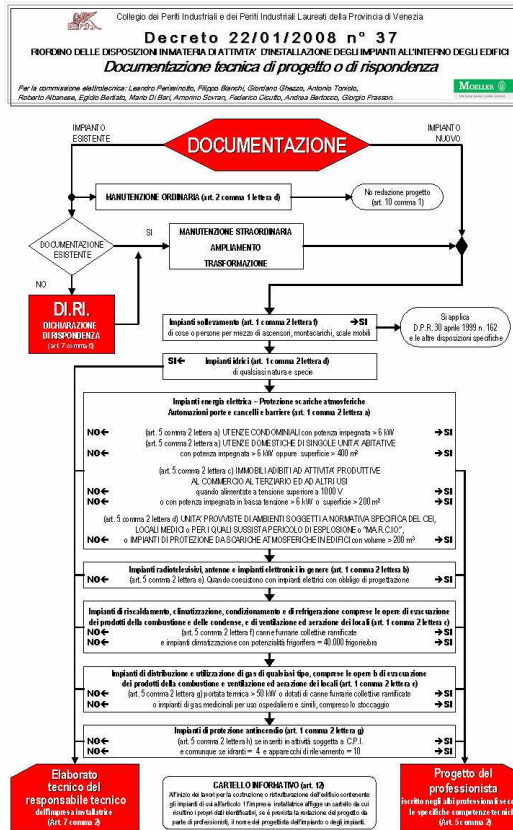 Collegio dei Periti Industriali e dei Periti Industriali Laureati della Provincia di Venezia
Decreto 22/01/2008 n° 37
RIORDINO DELLE DISPOSIZIONI IN MATERIA DI ATTIVITA' D'INSTALLAZIONE DEGLI IMPIANTI ALL'INTERNO DEGLI EDIFICI
Documentazione tecnica di progetto o di rispondenza
Per la commissione elettrotecnica: Leandro Perissinotto, Filippo Bianchi, Giordano Ghezzo, Antonio Toniolo,
Roberto Albanese, Egidio Bertiato, Mario Di Bari, Sovran, Federico Cicutto, Andrea Bertocco, Giorgio Prasson.
MOELLER
IMPIANTO
ESISTENTE
DOCUMENTAZIONE
IMPIANTO
NUOVO
MANUTENZIONE ORDINARIA (art. 2 comma 1 lettera d)
No redazione progetto
(art. 10 comma 1)
DOCUMENTAZIONE
ESISTENTE
SI
MANUTENZIONE STRAORDINARIA
AMPLIAMENTO
TRASFORMAZIONE
NO
DI.RI.
DICHIARAZIONE
DI RISPONDENZA
(art. 7 comma 6)
Impianti sollevamento (art. 1 comma 2 lettera f) →SI
di cose o persone per mezzo di ascensori, montacarichi, scale mobili
Si applica
D.P.R. 30 aprile 1999 n. 162
e le altre disposizioni specifiche
SI← Impianti idrici (art. 1 comma 2 lettera d)
di qualsiasi natura e specie
Impianti energia elettrica – Protezione scariche atmosferiche
Automazioni porte e cancelli e barriere (art. 1 comma 2 lettera a)
NO← (art. 5 comma 2 lettera a) UTENZE CONDOMINIALI con potenza impegnata > 6 kW →SI
(art. 5 comma 2 lettera a) UTENZE DOMESTICHE DI SINGOLE UNITA' ABITATIVE
NO← con potenza impegnata > 6 kW oppure superficie > 400 m² →SI
(art. 5 comma 2 lettera c) IMMOBILI ADIBITI AD ATTIVITA' PRODUTTIVE
AL COMMERCIO AL TERZIARIO ED AD ALTRI USI
NO← quando alimentate a tensione superiore a 1000 V →SI
NO← o con potenza impegnata in bassa tensione > 6 kW o superficie > 200 m² →SI
(art. 5 comma 2 lettera d) UNITA' PROVVISTE DI AMBIENTI SOGGETTI A NORMATIVA SPECIFICA DEL CEI,
LOCALI MEDICI o PER I QUALI SUSSISTA PERICOLO DI ESPLOSIONE o "MA.R.C.IO",
NO← o IMPIANTI DI PROTEZIONE DA SCARICHE ATMOSFERICHE IN EDIFICI con volume > 200 m³ →SI
Impianti radiotelevisivi, antenne e impianti elettronici in genere (art. 1 comma 2 lettera b)
NO← (art. 5 comma 2 lettera e) Quando coesistono con impianti elettrici con obbligo di progettazione →SI
Impianti di riscaldamento, climatizzazione, condizionamento e di refrigerazione comprese le opere di evacuazione
dei prodotti della combustione e delle condense, e di ventilazione ed aerazione dei locali (art. 1 comma 2 lettera c)
NO← (art. 5 comma 2 lettera f) canne fumarie collettive ramificate →SI
NO← e impianti climatizzazione con potenzialità frigorifera = 40.000 frigorie/ora →SI
Impianti di distribuzione e utilizzazione di gas di qualsiasi tipo, comprese le opere b di evacuazione
dei prodotti della combustione e ventilazione ed aerazione dei locali (art. 1 comma 2 lettera e)
NO← (art. 5 comma 2 lettera g) portata termica > 50 kW o dotati di canne fumarie collettive ramificate →SI
NO← o impianti di gas medicinali per uso ospedaliero e simili, compreso lo stoccaggio →SI
Impianti di protezione antincendio (art. 1 comma 2 lettera g)
NO← (art. 5 comma 2 lettera h) se inseriti in attività soggetta a C.P.I. →SI
NO← e comunque se idranti = 4 e apparecchi di rilevamento = 10 →SI
Elaborato
tecnico del
responsabile tecnico
dell'impresa installatrice
(Art. 7 comma 2)
CARTELLO INFORMATIVO (art. 12)
All'inizio dei lavori per la costruzione o ristrutturazione dell'edificio contenente
gli impianti di cui all'articolo 1 l'impresa installatrice affigge un cartello da cui
risultino i propri dati identificativi, se è prevista la redazione del progetto da
parte di professionisti, il nome del progettista dell'impianto o degli impianti.
Progetto del
professionista
iscritto negli albi professionali seco
le specifiche competenze tecnich
(Art. 5 comma 2)